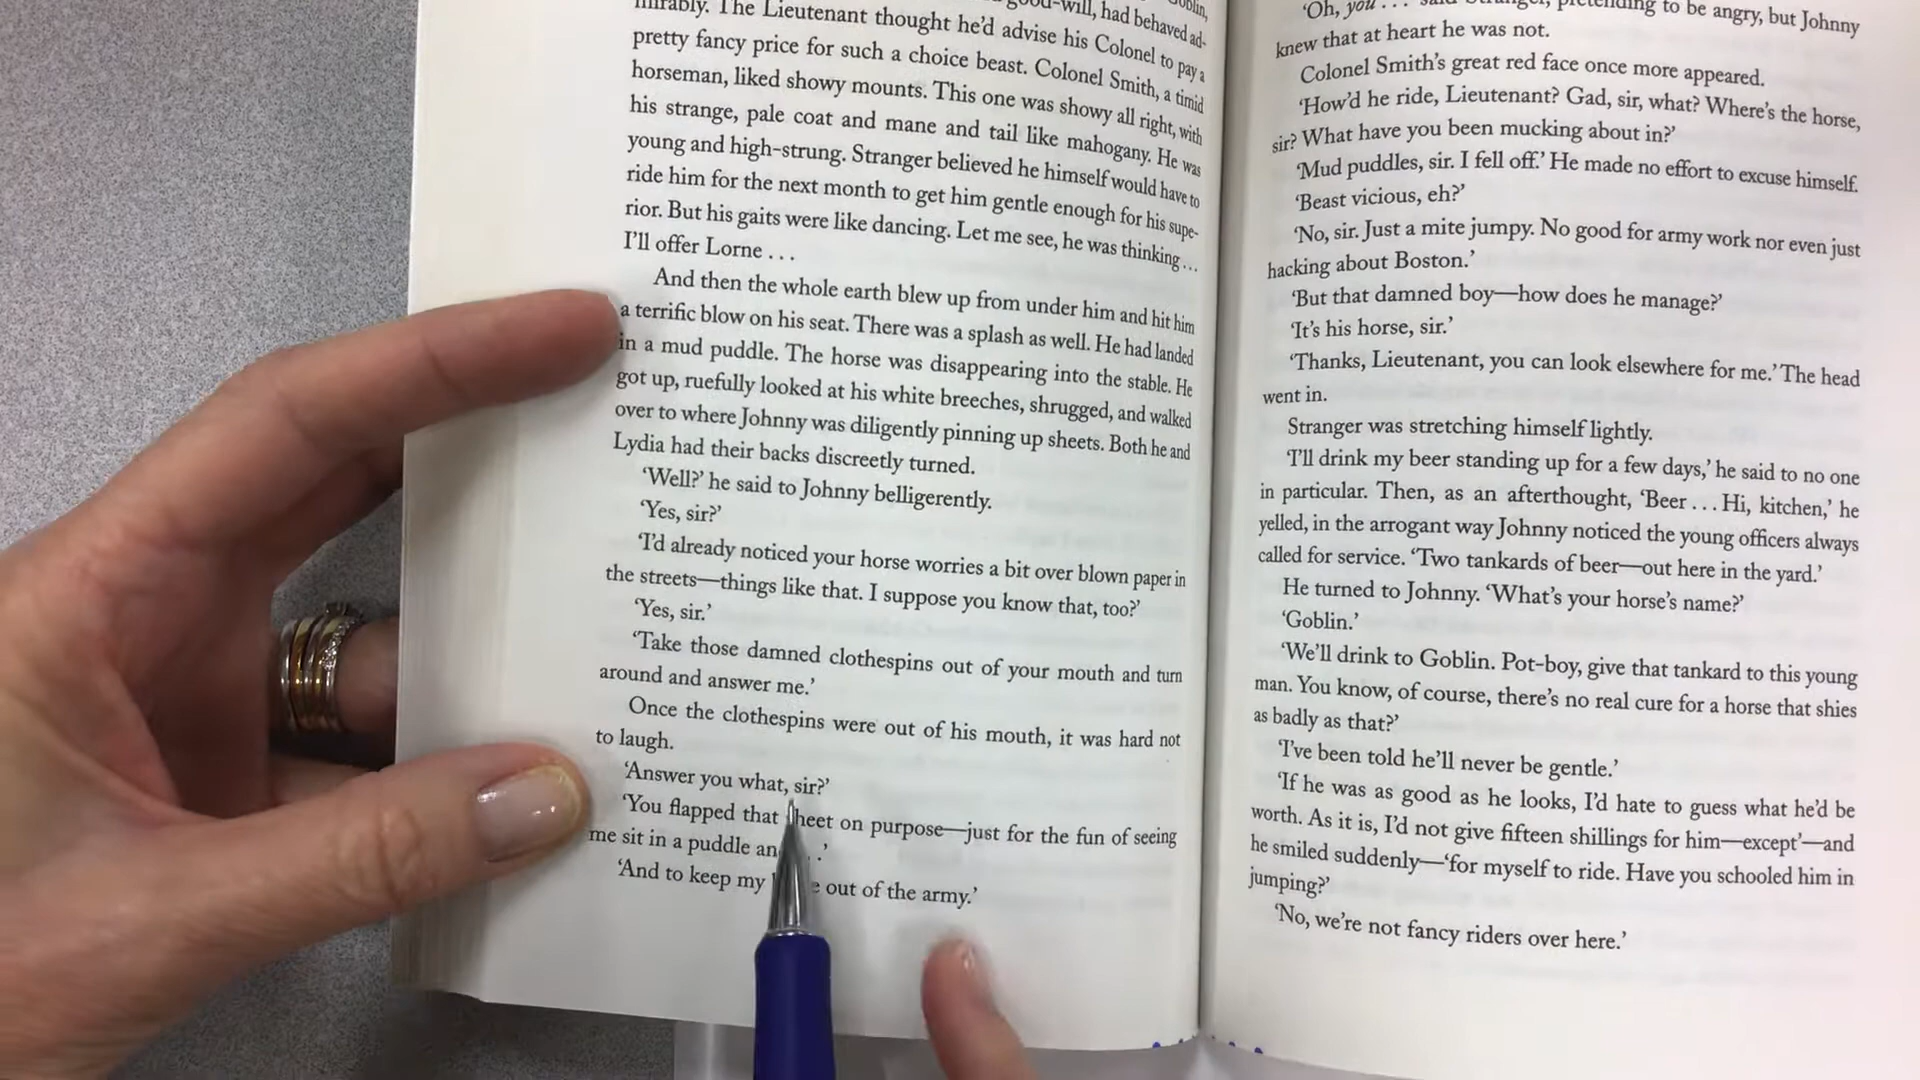 Goblin,
good-will, had behaved ad-
mirably. The Lieutenant thought he'd advise his Colonel to pay a
pretty fancy price for such a choice beast. Colonel Smith, a timid
horseman, liked showy mounts. This one was showy all right, with
his strange, pale coat and mane and tail like mahogany. He was
young and high-strung. Stranger believed he himself would have to
ride him for the next month to get him gentle enough for his supe-
rior. But his gaits were like dancing. Let me see, he was thinking ...
I'll offer Lorne ...
And then the whole earth blew up from under him and hit him
a terrific blow on his seat. There was a splash as well. He had landed
in a mud puddle. The horse was disappearing into the stable. He
got up, ruefully looked at his white breeches, shrugged, and walked
over to where Johnny was diligently pinning up sheets. Both he and
Lydia had their backs discreetly turned.
'Well?' he said to Johnny belligerently.
'Yes, sir?'
'I'd already noticed your horse worries a bit over blown paper in
the streets—things like that. I suppose you know that, too?'
'Yes, sir.'
'Take those damned clothespins out of your mouth and turn
around and answer me.'
Once the clothespins were out of his mouth, it was hard not
to laugh.
'Answer you what, sir?'
'You flapped that sheet on purpose—just for the fun of seeing
me sit in a puddle an . .'
'And to keep my out of the army.'
'Oh, you ... said Stranger, pretending to be angry, but Johnny
knew that at heart he was not.
Colonel Smith's great red face once more appeared.
'How'd he ride, Lieutenant? Gad, sir, what? Where's the horse,
sir? What have you been mucking about in?'
'Mud puddles, sir. I fell off.' He made no effort to excuse himself.
'Beast vicious, eh?'
'No, sir. Just a mite jumpy. No good for army work nor even just
hacking about Boston.'
'But that damned boy—how does he manage?'
'It's his horse, sir.'
'Thanks, Lieutenant, you can look elsewhere for me.' The head
went in.
Stranger was stretching himself lightly.
'I'll drink my beer standing up for a few days,' he said to no one
in particular. Then, as an afterthought, 'Beer ... Hi, kitchen,' he
yelled, in the arrogant way Johnny noticed the young officers always
called for service. 'Two tankards of beer—out here in the yard.'
He turned to Johnny. 'What's your horse's name?'
'Goblin.'
'We'll drink to Goblin. Pot-boy, give that tankard to this young
man. You know, of course, there's no real cure for a horse that shies
as badly as that?'
'I've been told he'll never be gentle.'
'If he was as good as he looks, I'd hate to guess what he'd be
worth. As it is, I'd not give fifteen shillings for him—except'—and
he smiled suddenly—'for myself to ride. Have you schooled him in
jumping?'
'No, we're not fancy riders over here.'